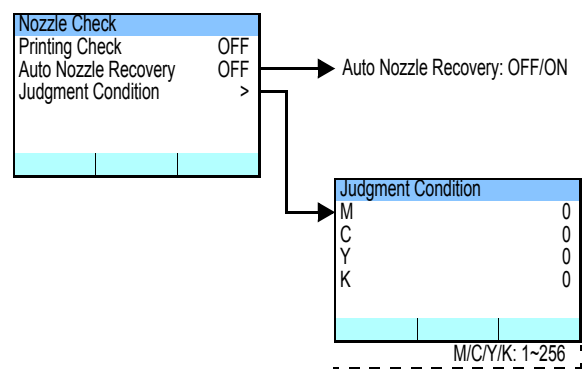 Nozzle Check
Printing Check OFF
Auto Nozzle Recovery OFF
Judgment Condition >
Auto Nozzle Recovery: OFF/ON
Judgment Condition
M 0
C 0
Y 0
K 0
M/C/Y/K: 1~256